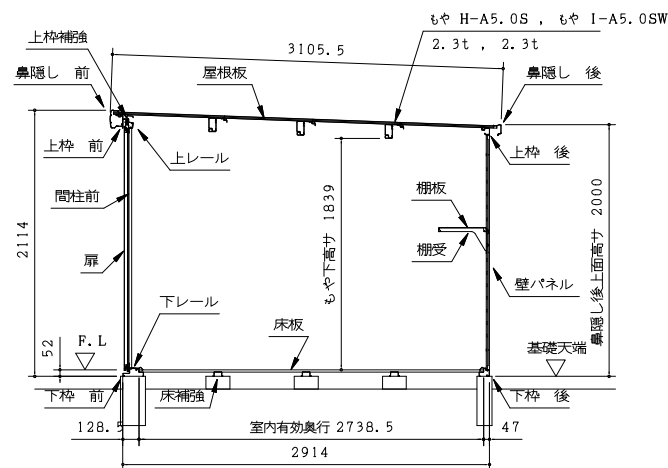 もや H-A5.0S , もや I-A5.0SW
2.3t , 2.3t
上枠補強
3105.5
鼻隠し 前
屋根板
鼻隠し 後
上枠 前
上レール
上枠 後
間柱前
棚板
2114
もや下高サ 1839
鼻隠し後上面高サ 2000
棚受
扉
壁パネル
下レール
床板
F.L
52
基礎天端
下枠 前
床補強
下枠 後
128.5
室内有効奥行 2738.5
47
2914